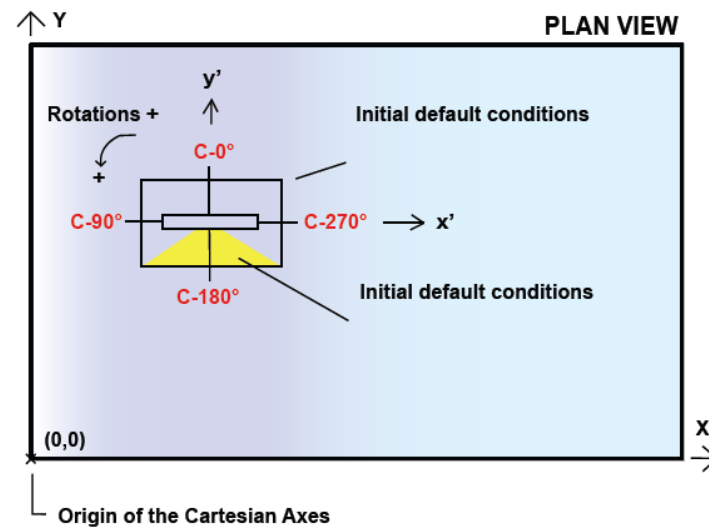 Y
PLAN VIEW
y’
Rotations +
Initial default conditions
C-0°
+
C-90°
C-270°
x’
Initial default conditions
C-180°
(0,0)
X
Origin of the Cartesian Axes